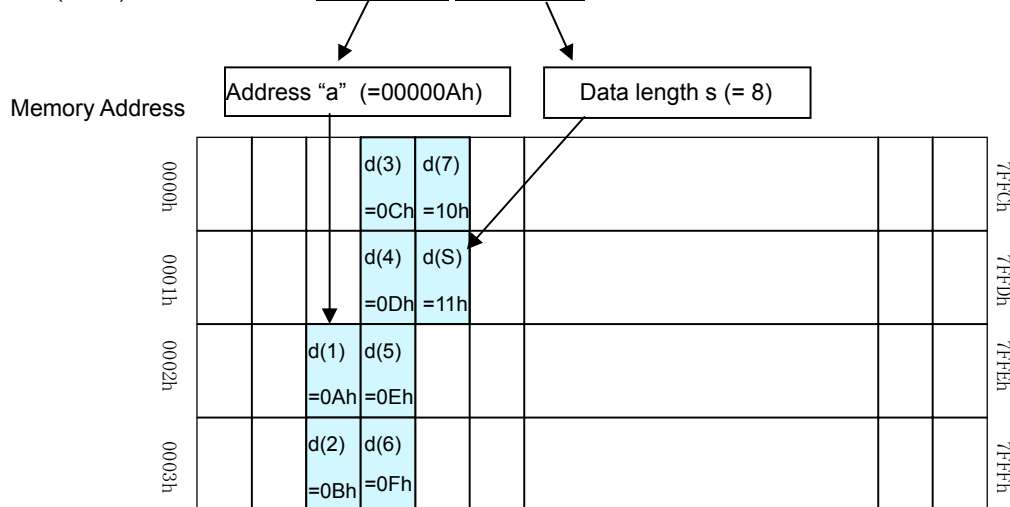 Address “a” (=00000Ah)
Data length s (= 8)
Memory Address
0000h
d(3)
d(7)
7FFCh
=0Ch
=10h
0001h
d(4)
d(S)
7FFDh
=0Dh
=11h
0002h
d(1)
d(5)
7FFEh
=0Ah
=0Eh
0003h
d(2)
d(6)
7FFFh
=0Bh
=0Fh